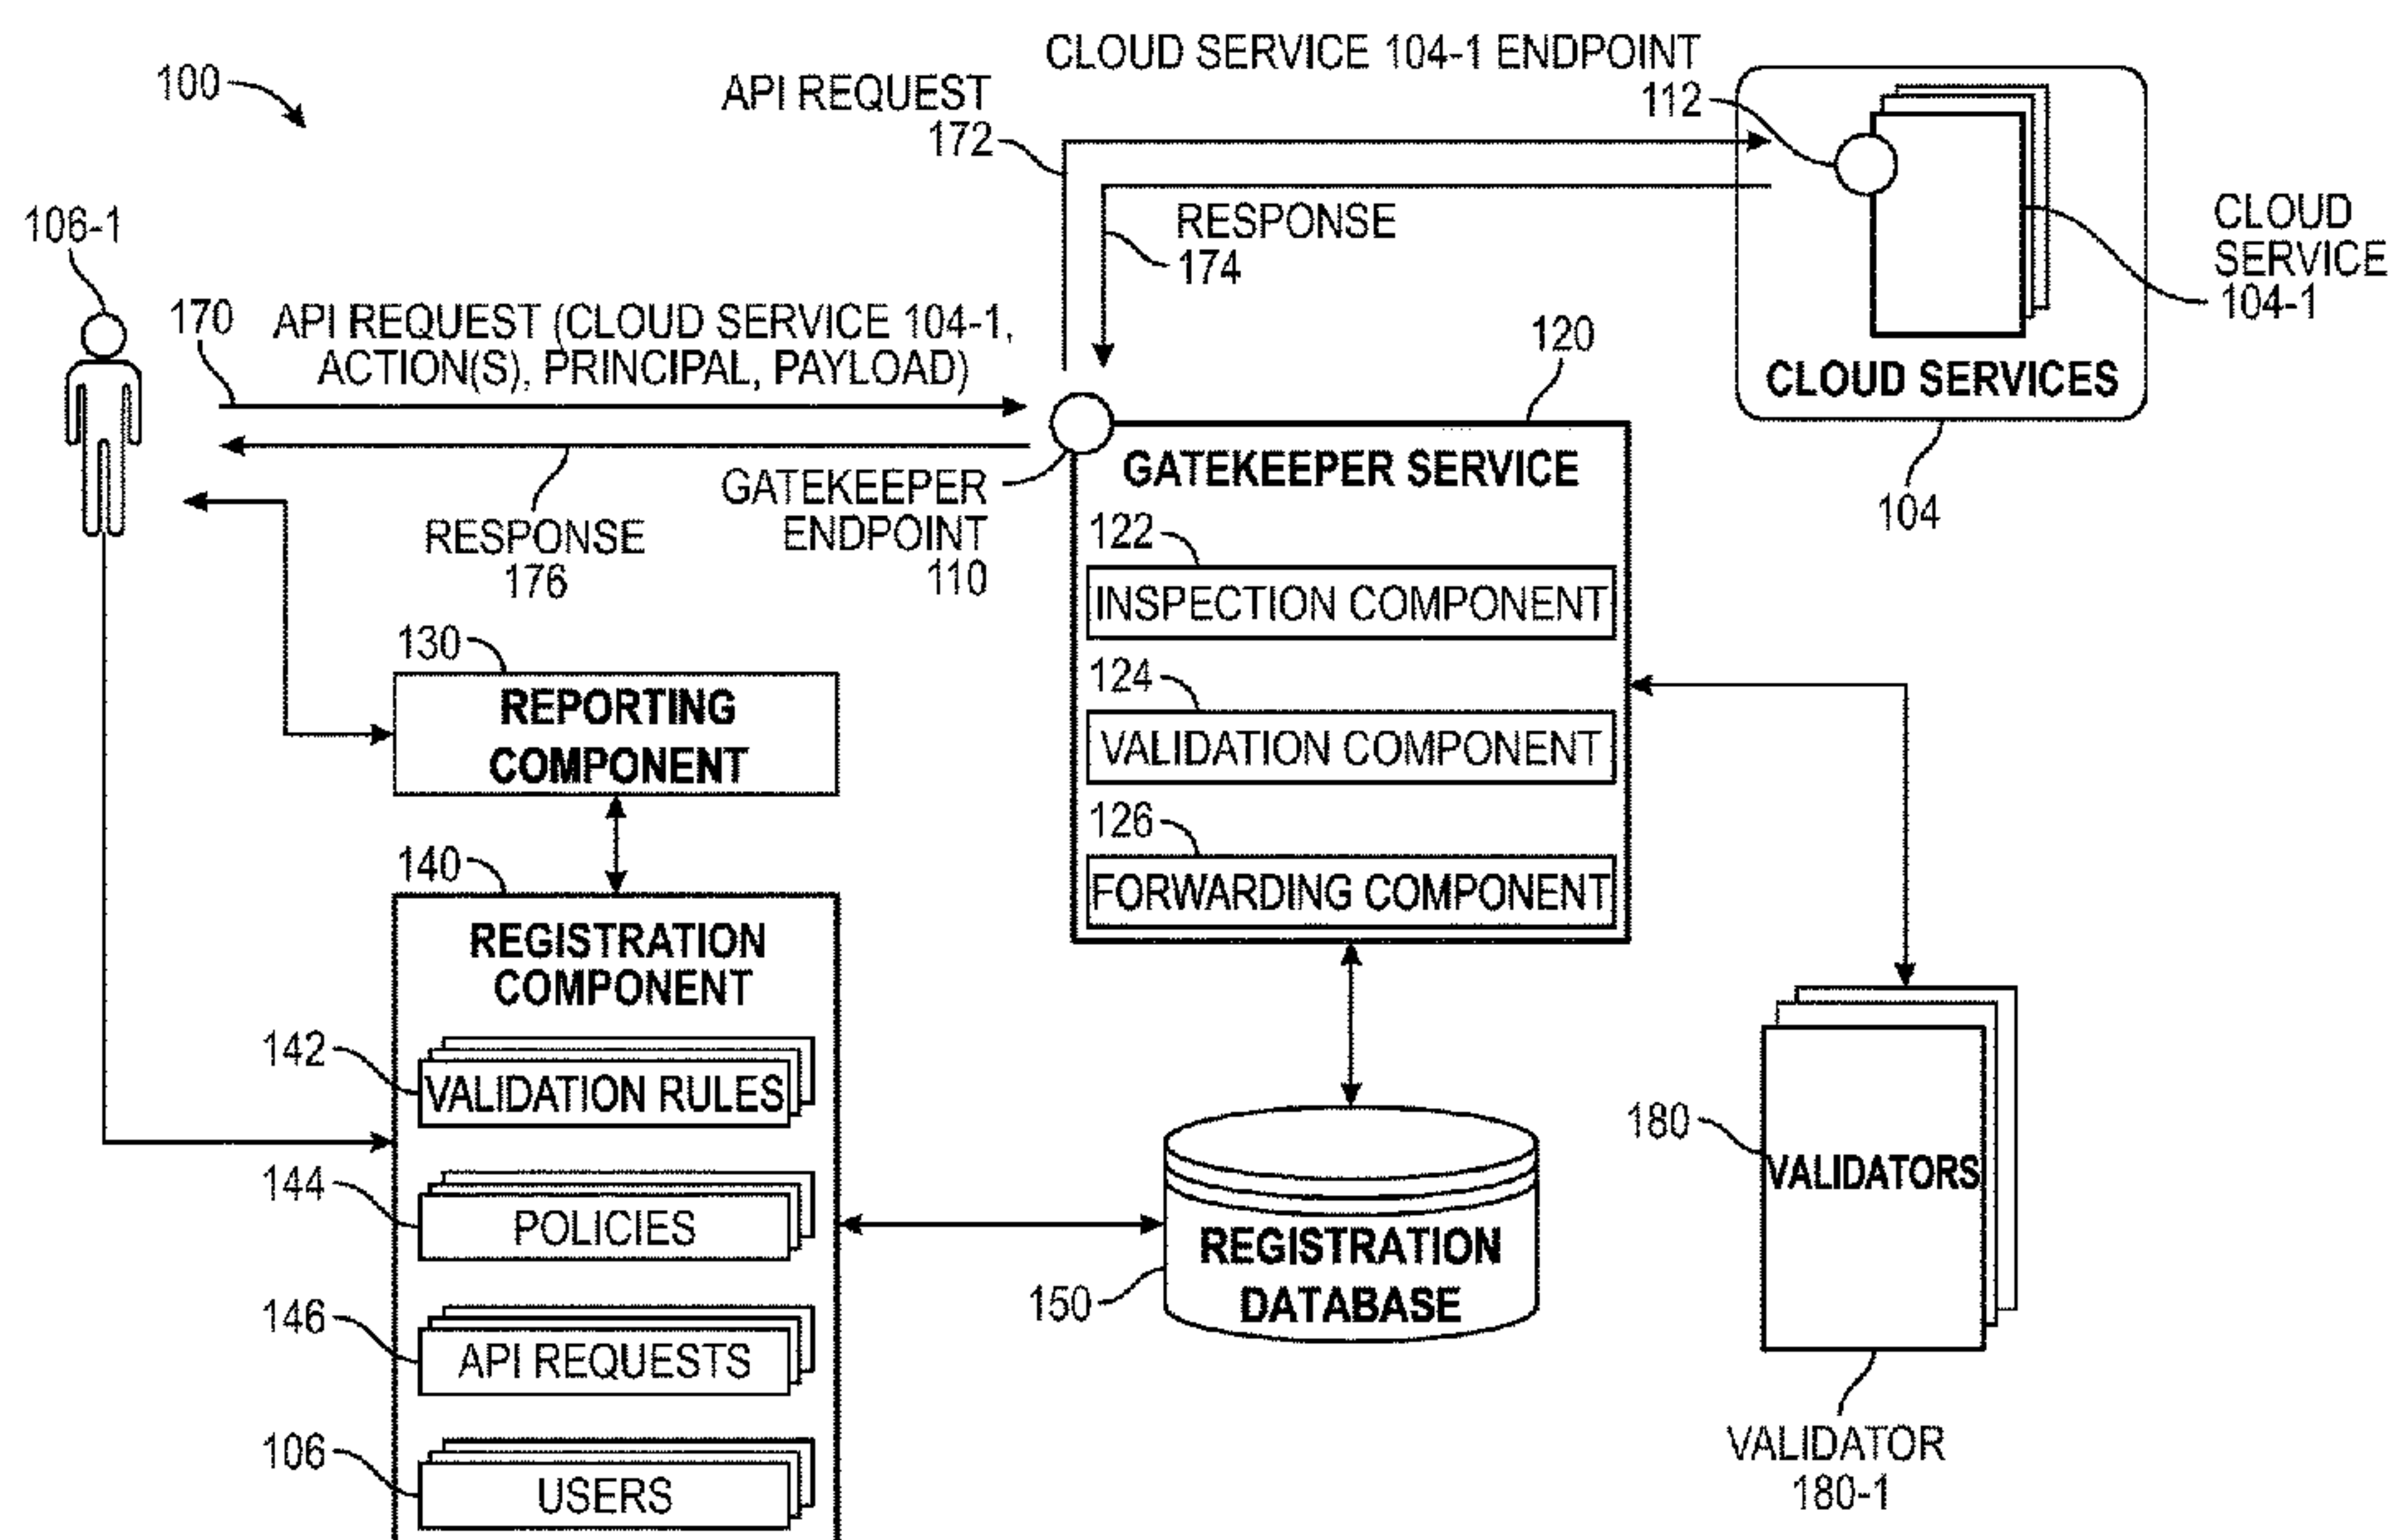 100
CLOUD SERVICE 104-1 ENDPOINT
112
API REQUEST
172
RESPONSE
174
CLOUD
SERVICE
104-1
CLOUD SERVICES
104
106-1
170
API REQUEST (CLOUD SERVICE 104-1,
ACTION(S), PRINCIPAL, PAYLOAD)
RESPONSE
176
GATEKEEPER
ENDPOINT
110
120
GATEKEEPER SERVICE
122
INSPECTION COMPONENT
124
VALIDATION COMPONENT
126
FORWARDING COMPONENT
130
REPORTING
COMPONENT
140
REGISTRATION
COMPONENT
142
VALIDATION RULES
144
POLICIES
146
API REQUESTS
106
USERS
150
REGISTRATION
DATABASE
180
VALIDATORS
VALIDATOR
180-1